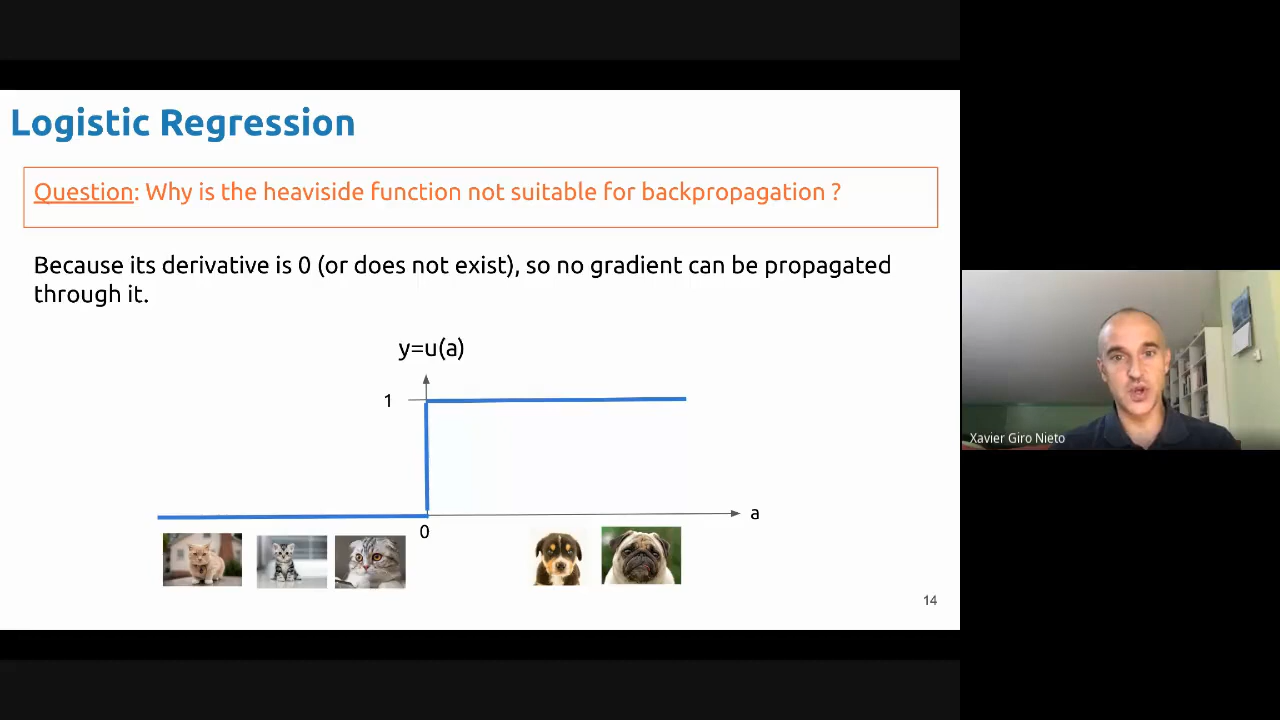 Logistic Regression
Question: Why is the heaviside function not suitable for backpropagation ?
Because its derivative is 0 (or does not exist), so no gradient can be propagated
through it.
y=u(a)
1
a
0
14
Xavier Giro Nieto